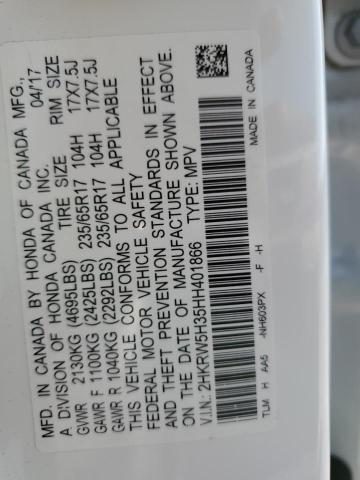 MFD. IN CANADA BY HONDA OF CANADA MFG.,
A DIVISION OF HONDA CANADA INC. 04/17
TIRE SIZE RIM SIZE
GVWR 2130KG (4695LBS)
GAWR F 1100KG (2425LBS) 235/65R17 104H 17X7.5J
GAWR R 1040KG (2292LBS) 235/65R17 104H 17X7.5J
THIS VEHICLE CONFORMS TO ALL APPLICABLE
FEDERAL MOTOR VEHICLE SAFETY
AND THEFT PREVENTION STANDARDS IN EFFECT
ON THE DATE OF MANUFACTURE SHOWN ABOVE.
V.I.N.: 2HKRW5H35HH401866 TYPE: MPV
TLM H AA5 -NH603PX -F -H
MADE IN CANADA